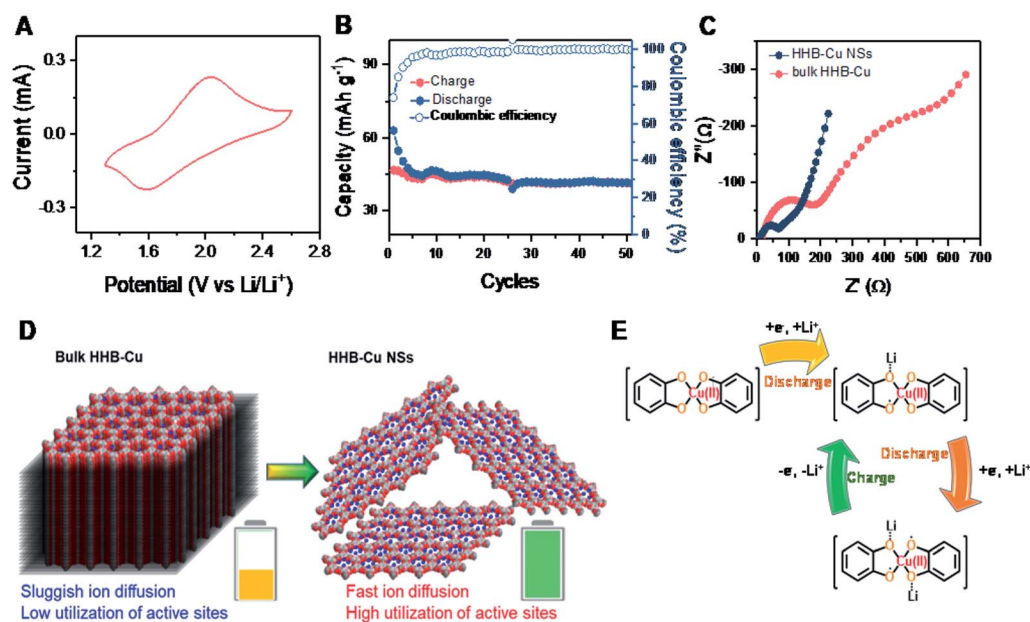 A
Current (mA)
0.3
0.0
-0.3
1.2
1.6
2.0
2.4
2.8
Potential (V vs Li/Li⁺)
B
Capacity (mAh g⁻¹)
90
60
30
Charge
Discharge
Coulombic efficiency
100
80
60
40
20
0
Coulombic efficiency (%)
0
10
20
30
40
50
Cycles
C
HHB-Cu NSs
bulk HHB-Cu
-300
-200
-100
0
Z''(Ω)
0
100
200
300
400
500
600
700
Z' (Ω)
D
Bulk HHB-Cu
HHB-Cu NSs
Sluggish ion diffusion
Low utilization of active sites
Fast ion diffusion
High utilization of active sites
E
+e⁻, +Li⁺
Discharge
O
O
Cu(II)
O
O
Li
O
O
Cu(II)
O
O
-e⁻, -Li⁺
Charge
Discharge
+e⁻, +Li⁺
Li
O
O
Cu(II)
O
O
Li